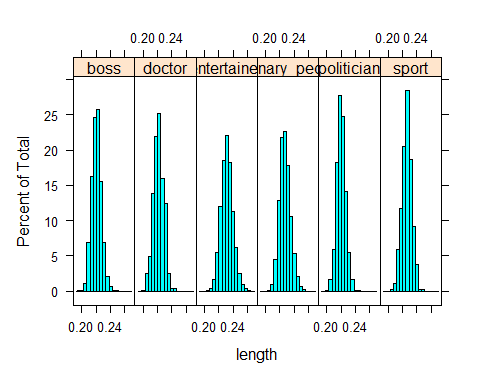 0.20 0.24 0.20 0.24 0.20 0.24
boss doctor ntertaine nary peo politician sport
Percent of Total
25
20
15
10
5
0
0.20 0.24 0.20 0.24 0.20 0.24
length